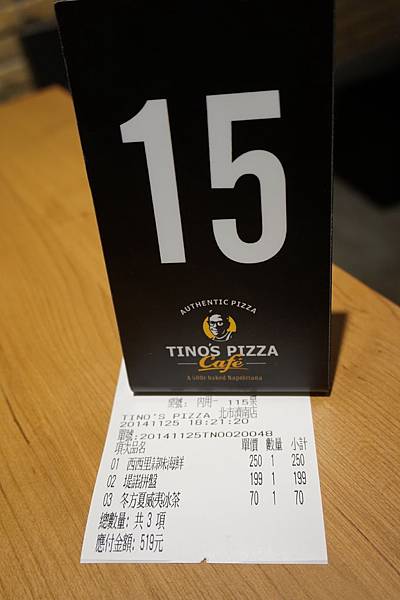 15
AUTHENTIC PIZZA
TINO'S PIZZA
Café
A 500c baked Napoletana
內用一 115桌
TINO'S PIZZA 北市濟南店
20141125 18:21:20
單號:20141125TN0020048
項次品名 單價 數量 小計
01 西西里海鮮 250 1 250
02 堤諾拼盤 199 1 199
03 冬方夏威夷冰茶 70 1 70
總數量: 共 3 項
應付金額: 519元